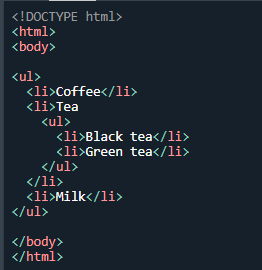 <!DOCTYPE html>
<html>
<body>

<ul>
  <li>Coffee</li>
  <li>Tea
    <ul>
      <li>Black tea</li>
      <li>Green tea</li>
    </ul>
  </li>
  <li>Milk</li>
</ul>

</body>
</html>